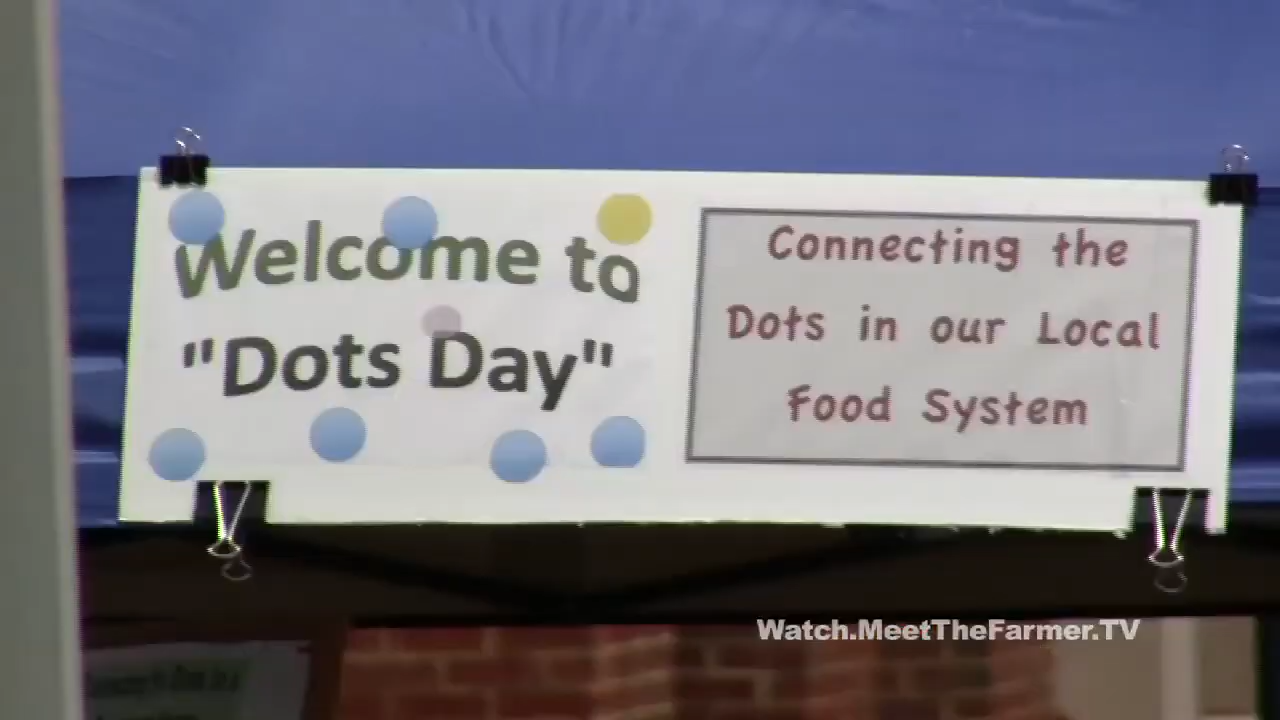 Welcome to
"Dots Day"
Connecting the
Dots in our Local
Food System
Watch.MeetTheFarmer.TV